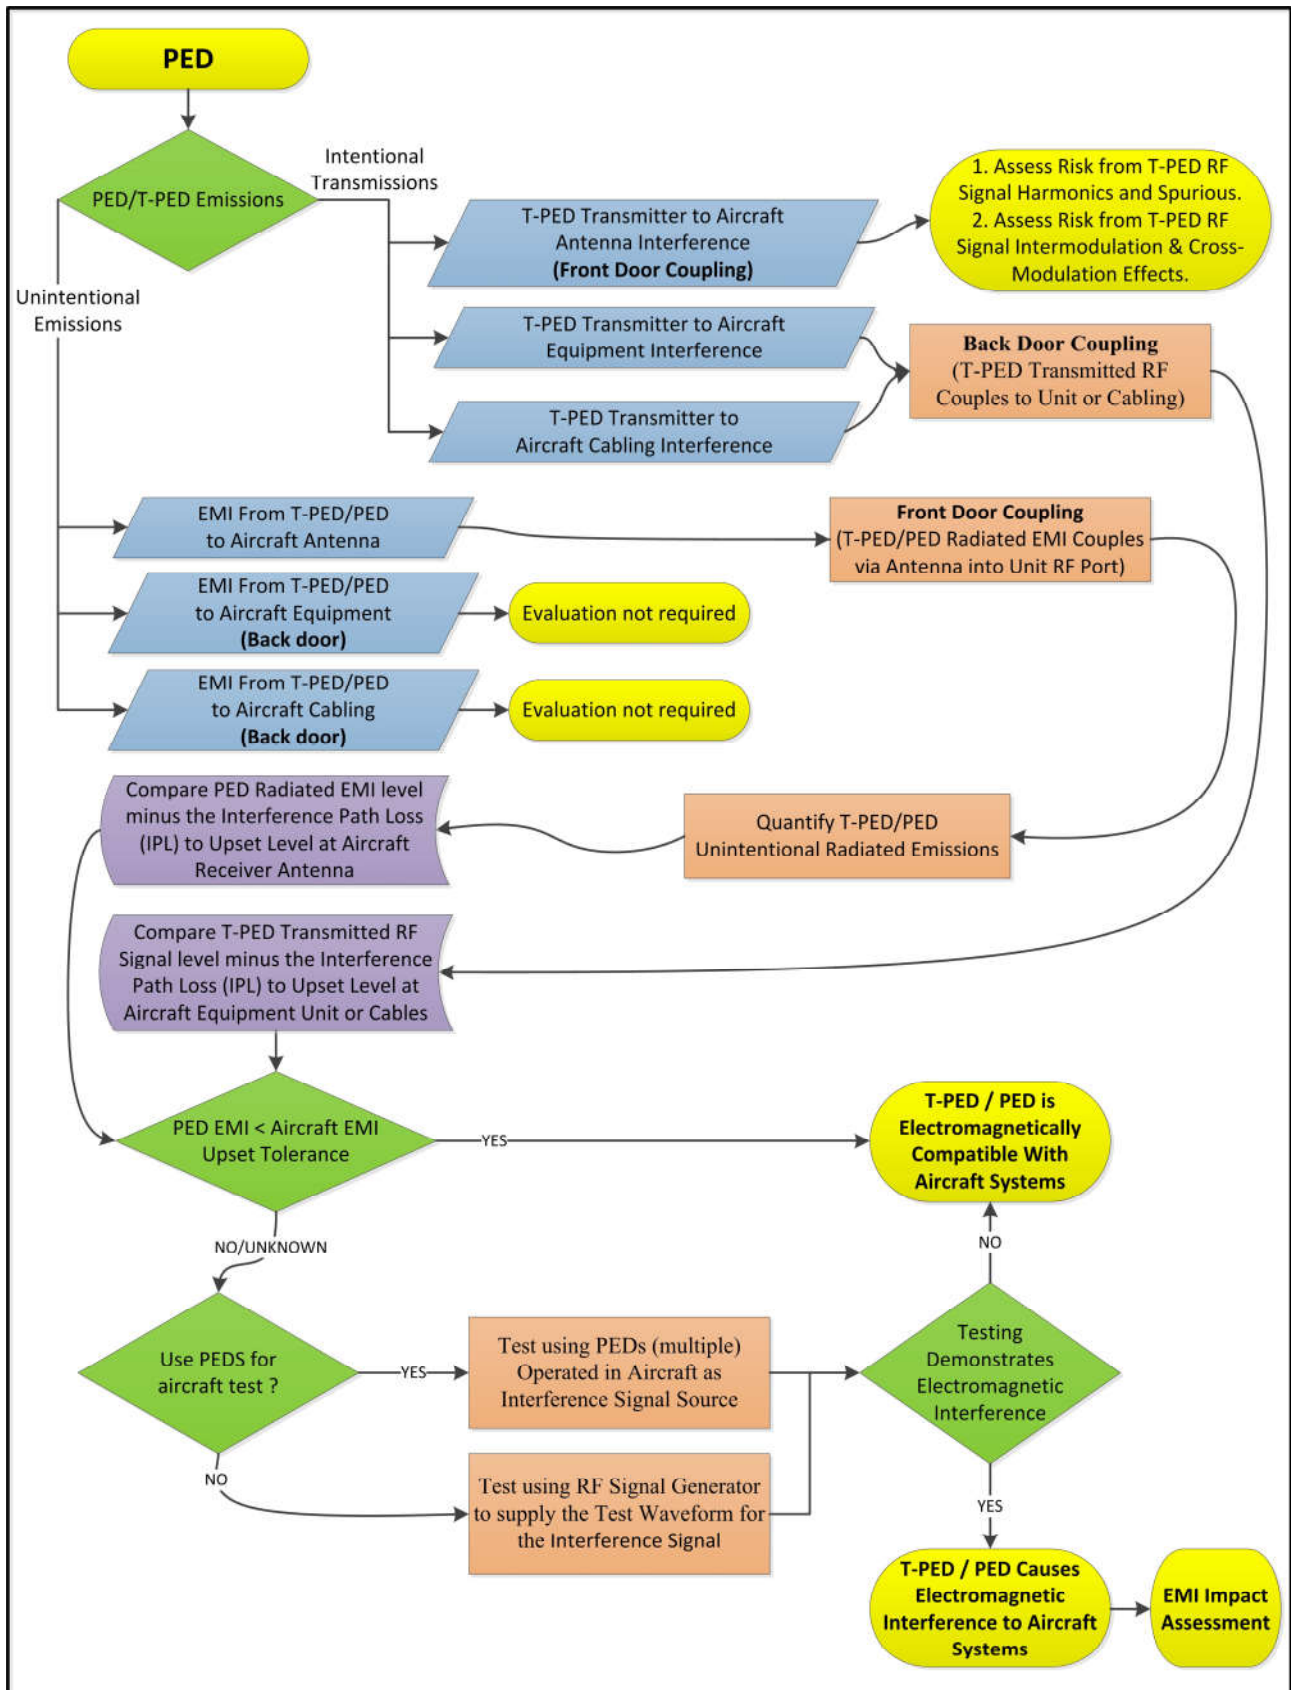 PED
PED/T-PED Emissions
Intentional
Transmissions
Unintentional
Emissions
T-PED Transmitter to Aircraft
Antenna Interference
(Front Door Coupling)
1. Assess Risk from T-PED RF
Signal Harmonics and Spurious.
2. Assess Risk from T-PED RF
Signal Intermodulation & Cross-
Modulation Effects.
T-PED Transmitter to Aircraft
Equipment Interference
T-PED Transmitter to
Aircraft Cabling Interference
Back Door Coupling
(T-PED Transmitted RF
Couples to Unit or Cabling)
EMI From T-PED/PED
to Aircraft Antenna
Front Door Coupling
(T-PED/PED Radiated EMI Couples
via Antenna into Unit RF Port)
EMI From T-PED/PED
to Aircraft Equipment
(Back door)
Evaluation not required
EMI From T-PED/PED
to Aircraft Cabling
(Back door)
Evaluation not required
Compare PED Radiated EMI level
minus the Interference Path Loss
(IPL) to Upset Level at Aircraft
Receiver Antenna
Quantify T-PED/PED
Unintentional Radiated Emissions
Compare T-PED Transmitted RF
Signal level minus the Interference
Path Loss (IPL) to Upset Level at
Aircraft Equipment Unit or Cables
PED EMI < Aircraft EMI
Upset Tolerance
YES
T-PED / PED is
Electromagnetically
Compatible With
Aircraft Systems
NO/UNKNOWN
NO
Use PEDS for
aircraft test ?
YES
Test using PEDs (multiple)
Operated in Aircraft as
Interference Signal Source
Testing
Demonstrates
Electromagnetic
Interference
NO
Test using RF Signal Generator
to supply the Test Waveform for
the Interference Signal
YES
T-PED / PED Causes
Electromagnetic
Interference to Aircraft
Systems
EMI Impact
Assessment